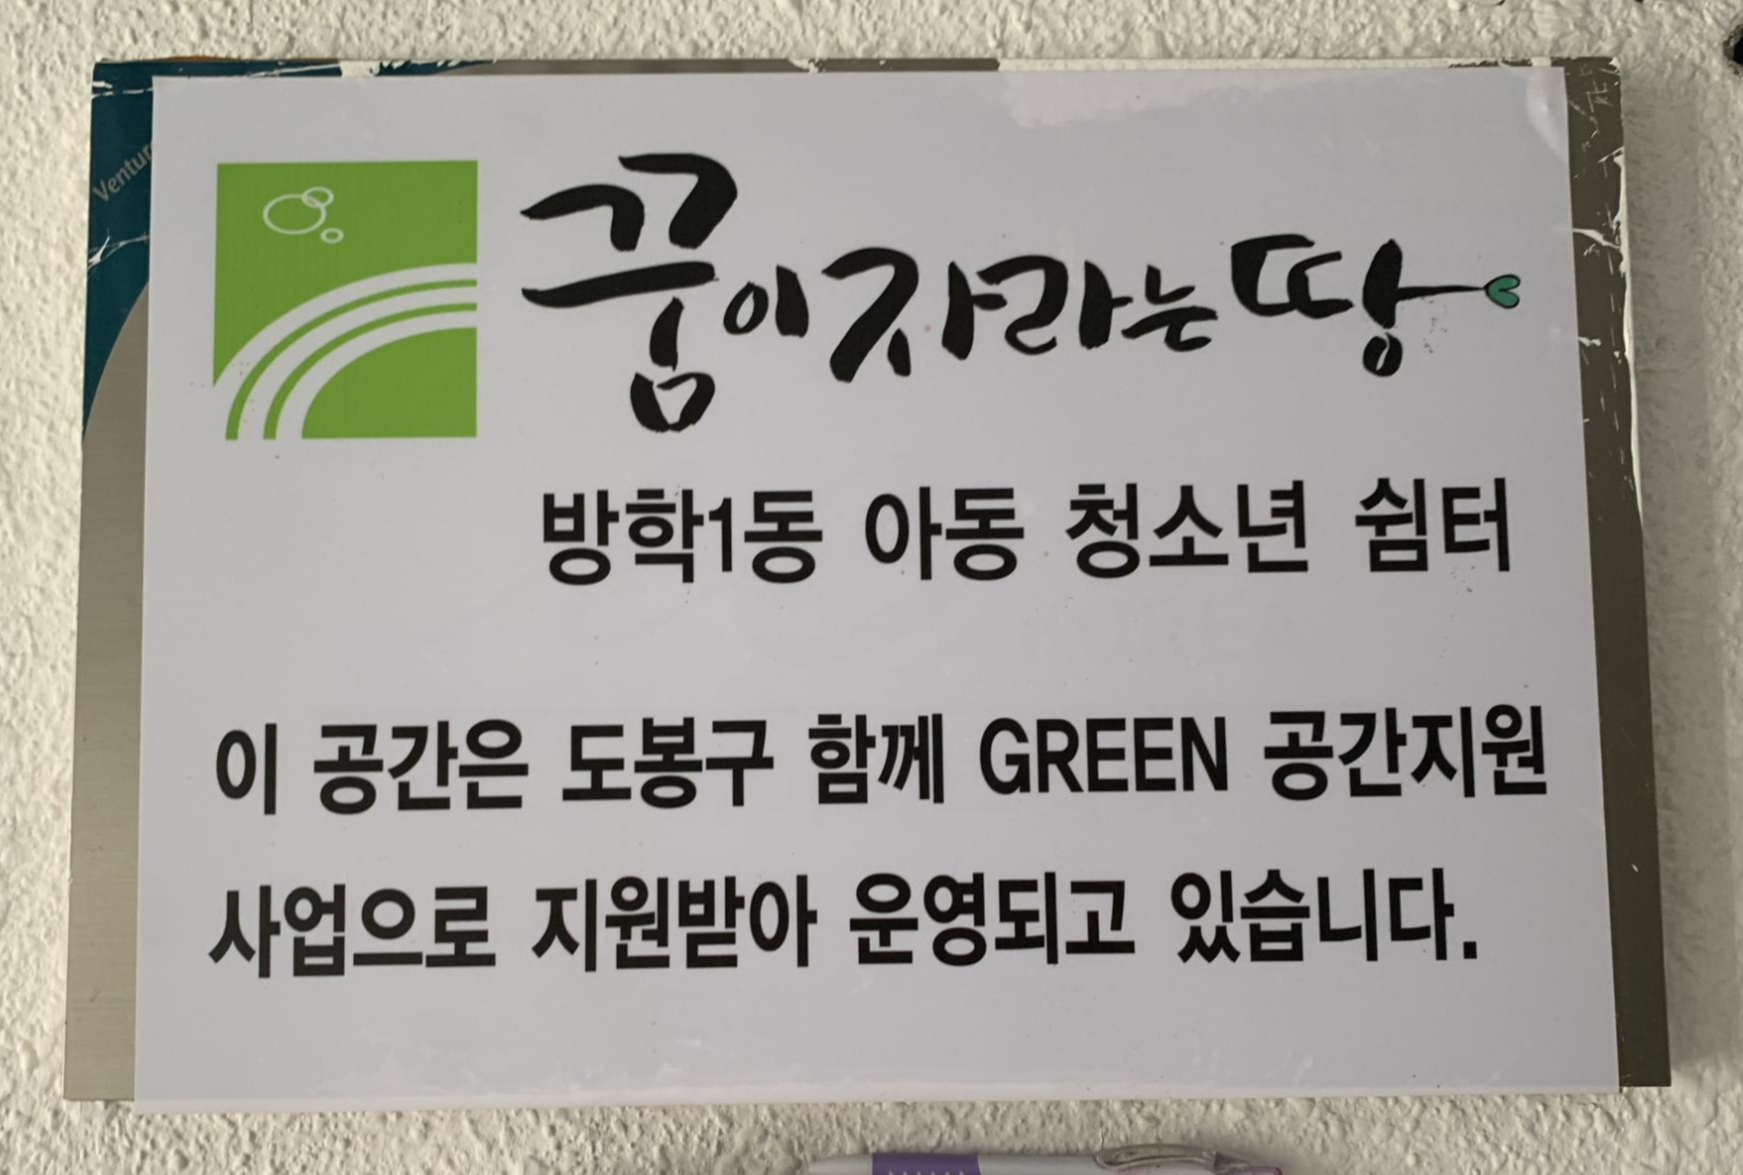 Ventur
꿈이 자라는 땅
방학1동 아동 청소년 쉼터
이 공간은 도봉구 함께 GREEN 공간지원
사업으로 지원받아 운영되고 있습니다.